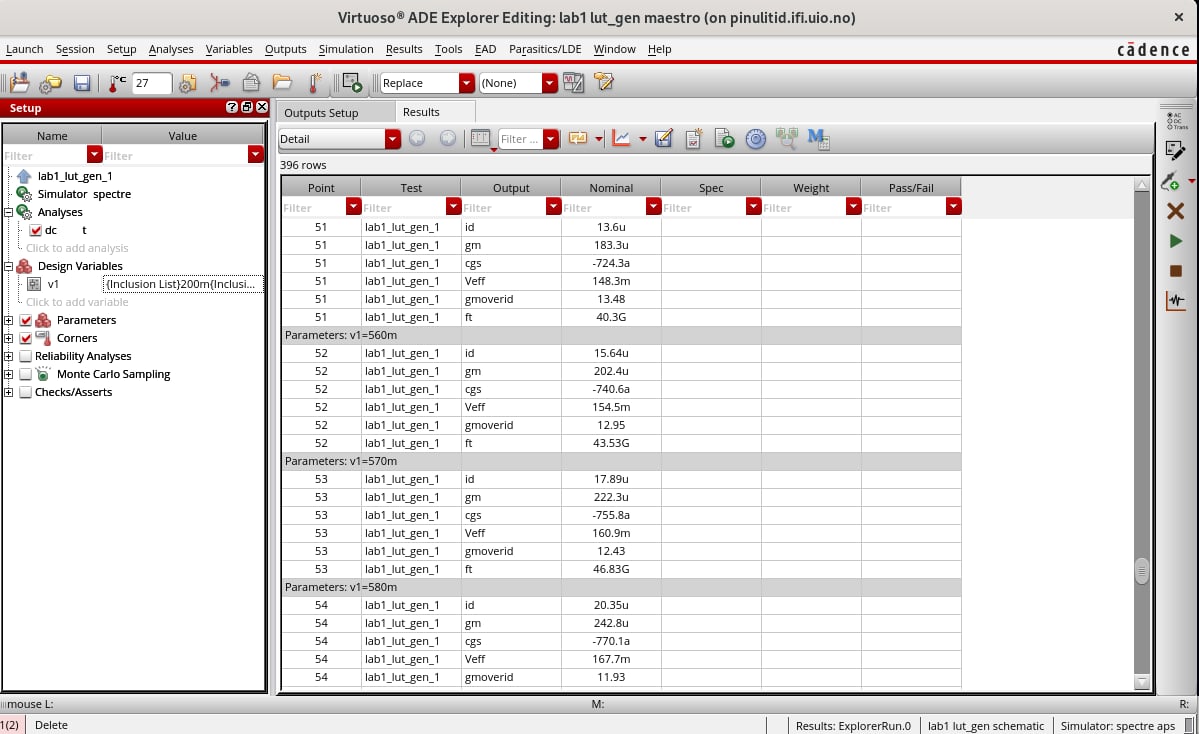 Virtuoso® ADE Explorer Editing: lab1 lut_gen maestro (on pinulitid.ifi.uio.no)
Launch Session Setup Analyses Variables Outputs Simulation Results Tools EAD Parasitics/LDE Window Help cādence
°C 27 Replace (None)
Setup
Name Value
Filter Filter
lab1_lut_gen_1
Simulator spectre
Analyses
dc t
Click to add analysis
Design Variables
v1 {Inclusion List}200m{Inclusi...
Click to add variable
Parameters
Corners
Reliability Analyses
Monte Carlo Sampling
Checks/Asserts
Outputs Setup Results
Detail Filter ...
396 rows
Point Test Output Nominal Spec Weight Pass/Fail
Filter Filter Filter Filter Filter Filter Filter
51 lab1_lut_gen_1 id 13.6u
51 lab1_lut_gen_1 gm 183.3u
51 lab1_lut_gen_1 cgs -724.3a
51 lab1_lut_gen_1 Veff 148.3m
51 lab1_lut_gen_1 gmoverid 13.48
51 lab1_lut_gen_1 ft 40.3G
Parameters: v1=560m
52 lab1_lut_gen_1 id 15.64u
52 lab1_lut_gen_1 gm 202.4u
52 lab1_lut_gen_1 cgs -740.6a
52 lab1_lut_gen_1 Veff 154.5m
52 lab1_lut_gen_1 gmoverid 12.95
52 lab1_lut_gen_1 ft 43.53G
Parameters: v1=570m
53 lab1_lut_gen_1 id 17.89u
53 lab1_lut_gen_1 gm 222.3u
53 lab1_lut_gen_1 cgs -755.8a
53 lab1_lut_gen_1 Veff 160.9m
53 lab1_lut_gen_1 gmoverid 12.43
53 lab1_lut_gen_1 ft 46.83G
Parameters: v1=580m
54 lab1_lut_gen_1 id 20.35u
54 lab1_lut_gen_1 gm 242.8u
54 lab1_lut_gen_1 cgs -770.1a
54 lab1_lut_gen_1 Veff 167.7m
54 lab1_lut_gen_1 gmoverid 11.93
AC
DC
Trans
mouse L: M: R:
1(2) Delete Results: ExplorerRun.0 lab1 lut_gen schematic Simulator: spectre aps